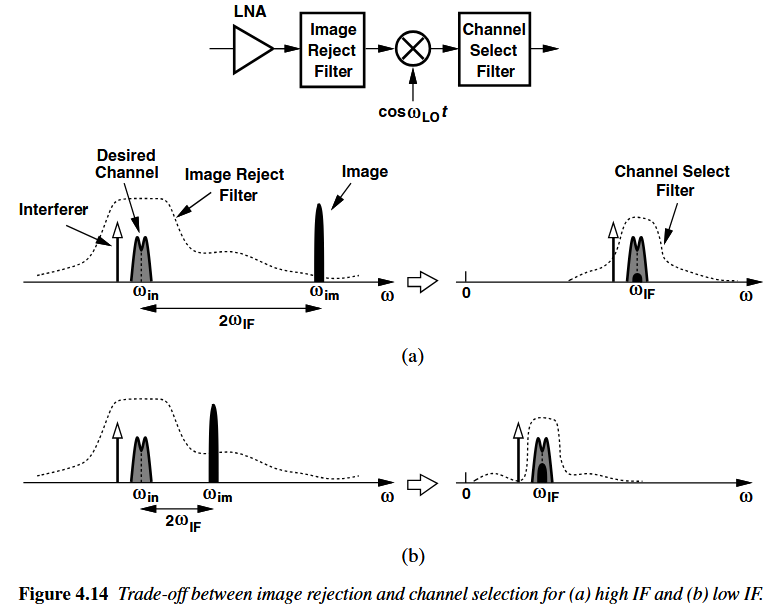 LNA
Image
Reject
Filter
Channel
Select
Filter
cosωLOt
Desired
Channel
Image Reject
Filter
Image
Interferer
Channel Select
Filter
ωin
ωim
ω
0
ωIF
ω
2ωIF
(a)
ωin
ωim
ω
0
ωIF
ω
2ωIF
(b)
Figure 4.14 Trade-off between image rejection and channel selection for (a) high IF and (b) low IF.